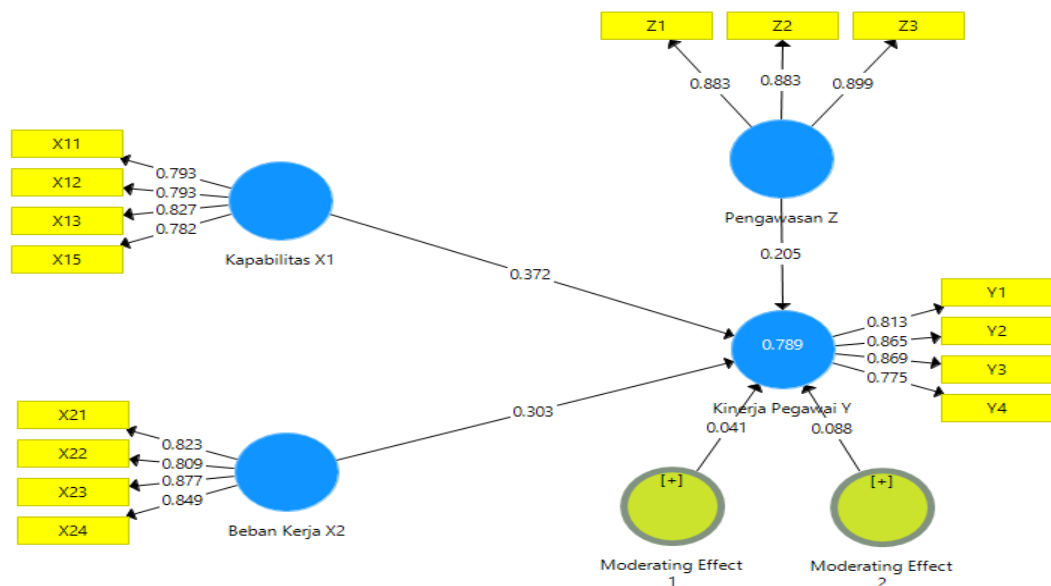 Z1
Z2
Z3
0.883
0.883
0.899
Pengawasan Z
0.205
X11
X12
X13
X15
0.793
0.793
0.827
0.782
Kapabilitas X1
0.372
X21
X22
X23
X24
0.823
0.809
0.877
0.849
Beban Kerja X2
0.303
0.789
Kinerja Pegawai Y
0.813
0.865
0.869
0.775
Y1
Y2
Y3
Y4
0.041
0.088
[+]
Moderating Effect
1
[+]
Moderating Effect
2